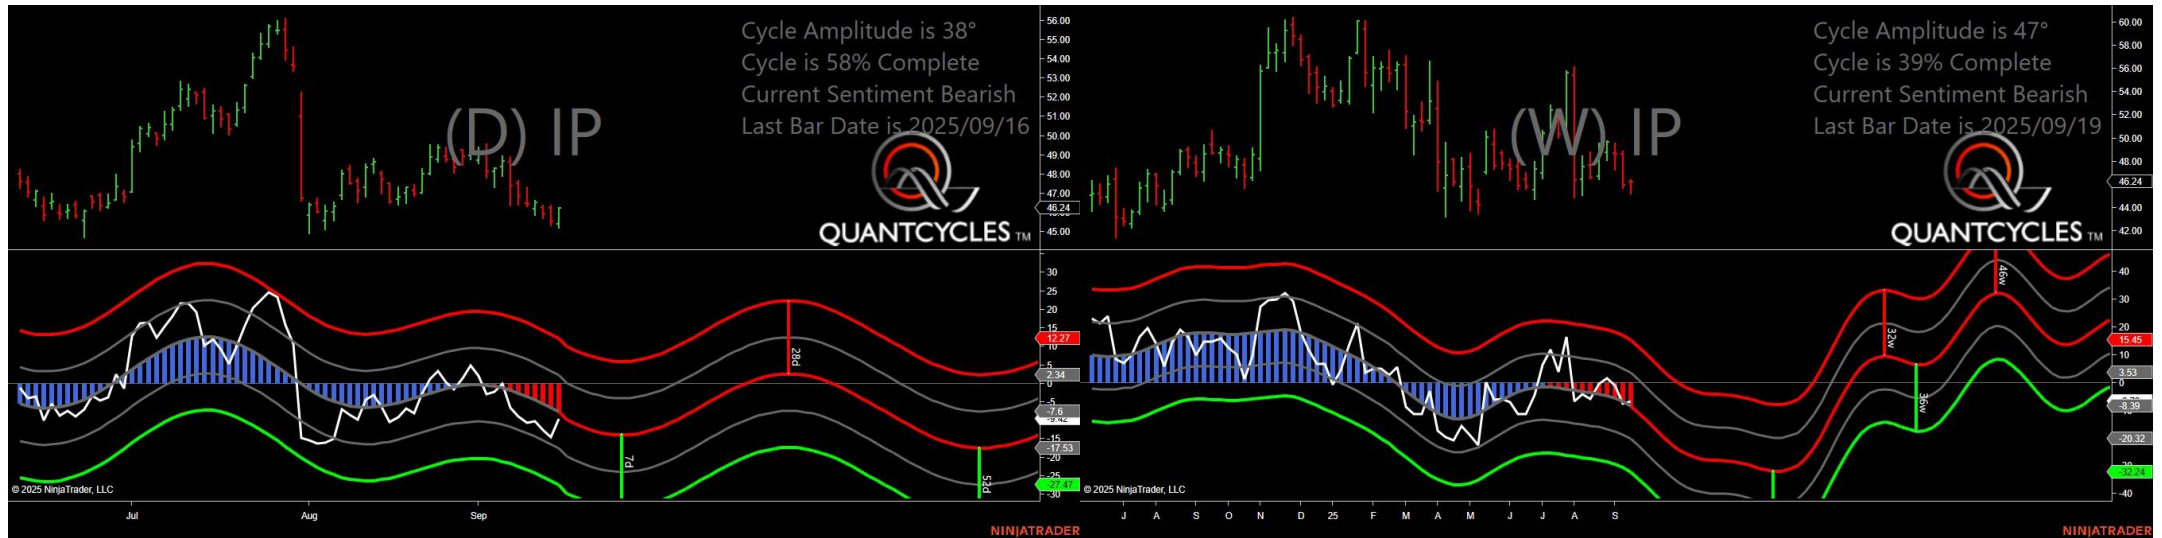 Cycle Amplitude is 38°
Cycle is 58% Complete
Current Sentiment Bearish
Last Bar Date is 2025/09/16
(D) IP
QUANTCYCLES TM
56.00
55.00
54.00
53.00
52.00
51.00
50.00
49.00
48.00
47.00
46.24
45.00
30
25
20
15
12.27
10
5
2.34
0
-5
-7.6
-9.42
-15
-17.53
-20
-25
-27.47
-30
28d
7d
52d
© 2025 NinjaTrader, LLC
Jul
Aug
Sep
NINJATRADER
Cycle Amplitude is 47°
Cycle is 39% Complete
Current Sentiment Bearish
Last Bar Date is 2025/09/19
(W) IP
QUANTCYCLES TM
60.00
58.00
56.00
54.00
52.00
50.00
48.00
46.24
44.00
42.00
40
30
20
15.45
10
3.53
0
-8.39
-20.32
-32.24
-40
32w
46w
36w
© 2025 NinjaTrader, LLC
J A S O N D 25 F M A M J J A S
NINJATRADER